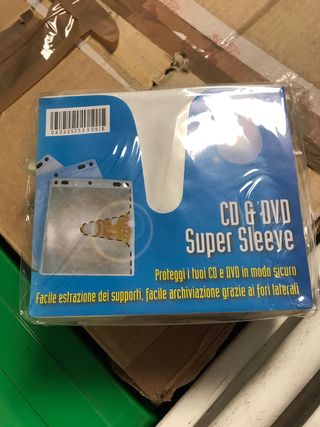 CD & DVD
Super Sleeve
Proteggi i tuoi CD e DVD in modo sicuro
Facile estrazione dei supporti, facile archiviazione grazie ai fori laterali